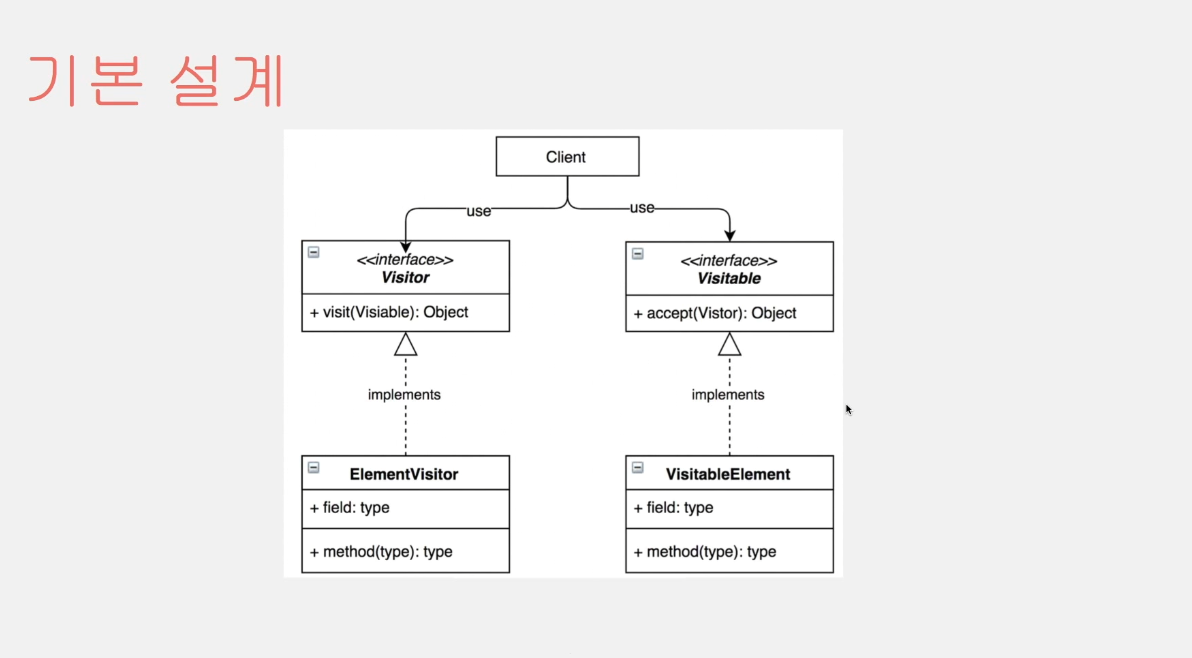 기본 설계
Client
use
use
<<interface>>
Visitor
+ visit(Visiable): Object
<<interface>>
Visitable
+ accept(Vistor): Object
implements
implements
ElementVisitor
+ field: type
+ method(type): type
VisitableElement
+ field: type
+ method(type): type